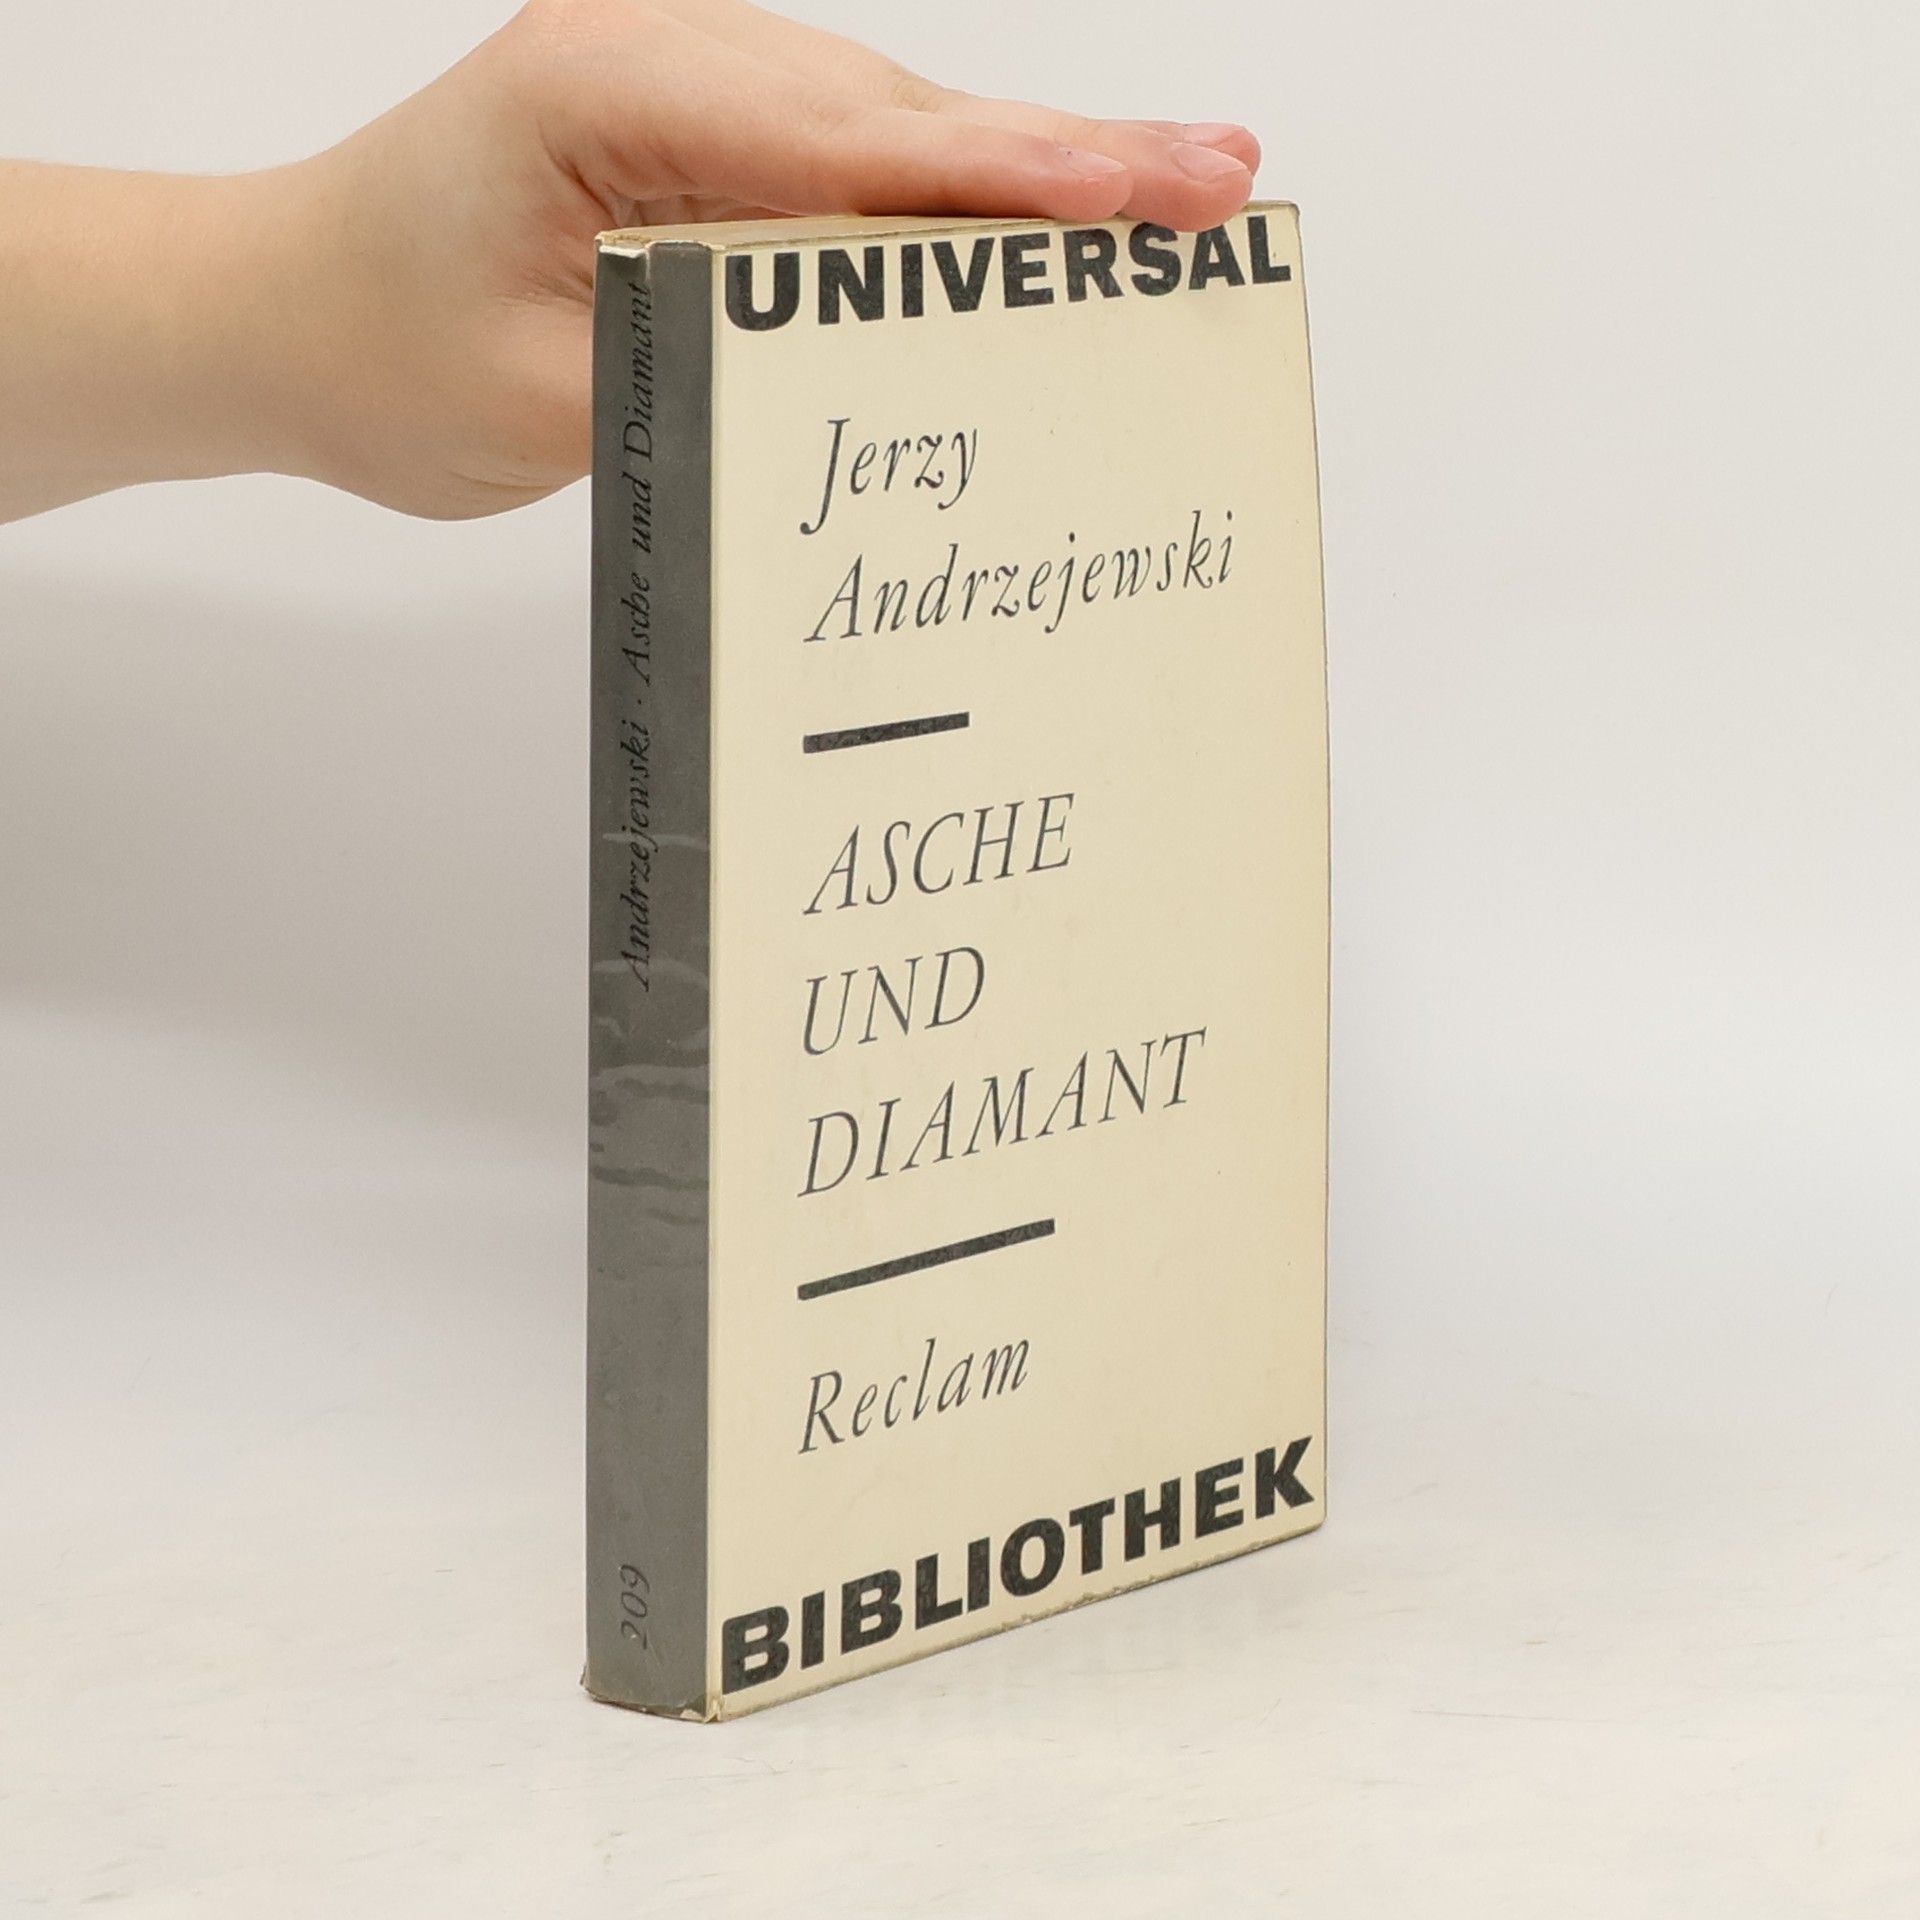 UNIVERSAL
Jerzy
Andrzejewski
ASCHE
UND
DIAMANT
Reclam
BIBLIOTHEK
Andrzejewski · Asche und Diamant
209